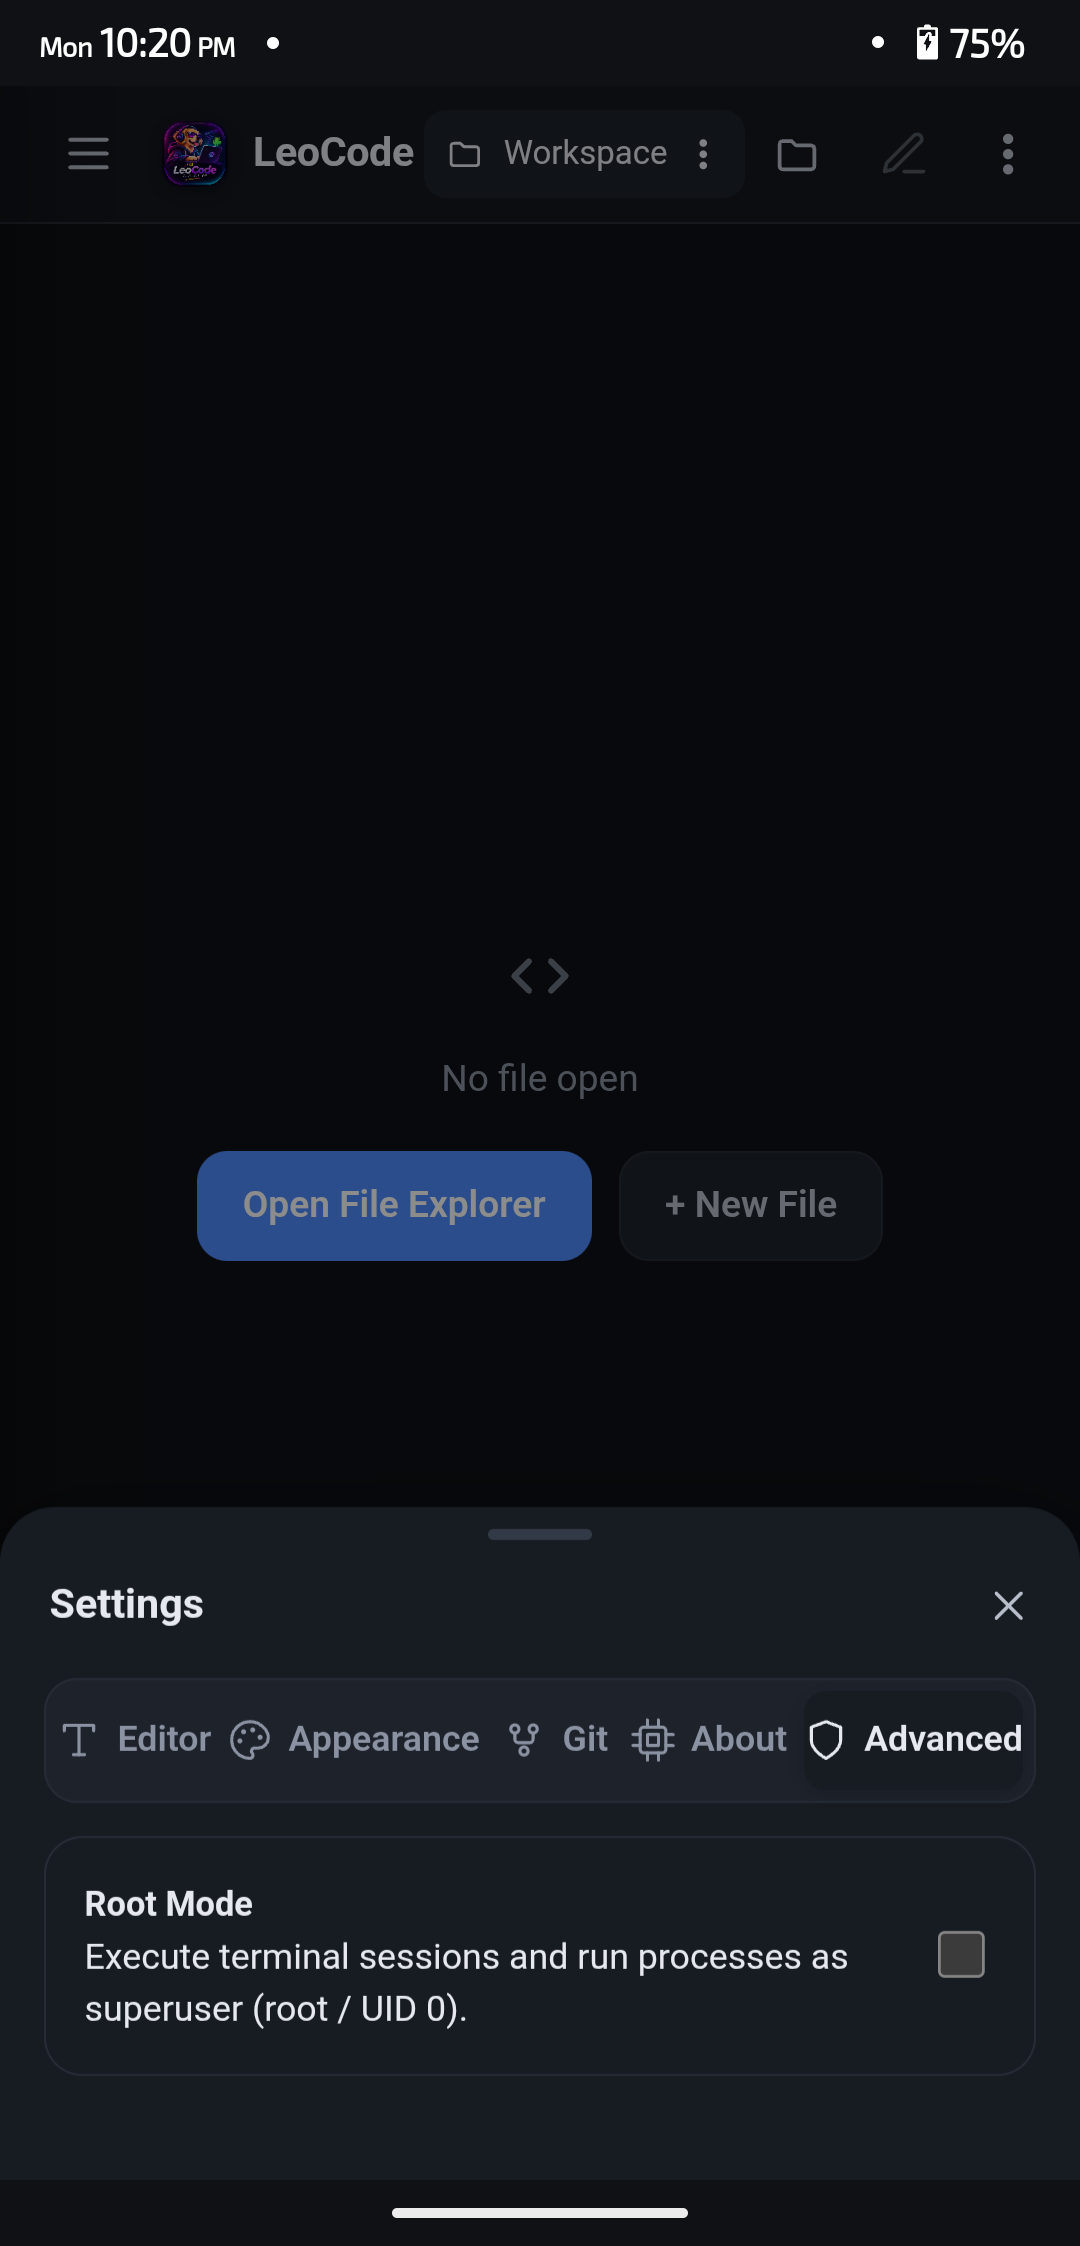 Mon 10:20 PM
75%
LeoCode
LeoCode
Workspace
No file open
Open File Explorer
+ New File
Settings
Editor
Appearance
Git
About
Advanced
Root Mode
Execute terminal sessions and run processes as
superuser (root / UID 0).